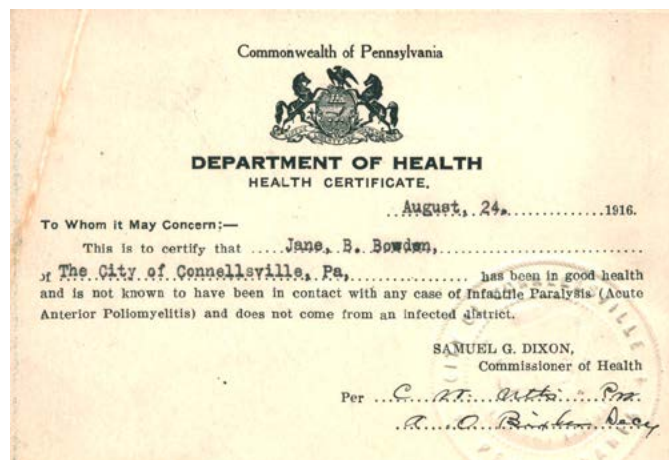 Commonwealth of Pennsylvania
DEPARTMENT OF HEALTH
HEALTH CERTIFICATE.
August, 24, 1916.
To Whom it May Concern:—
This is to certify that Jane, B. Bowden,
of The City of Connellsville, Pa, has been in good health
and is not known to have been in contact with any case of Infantile Paralysis (Acute
Anterior Poliomyelitis) and does not come from an infected district.
SAMUEL G. DIXON,
Commissioner of Health
Per C
A. O.